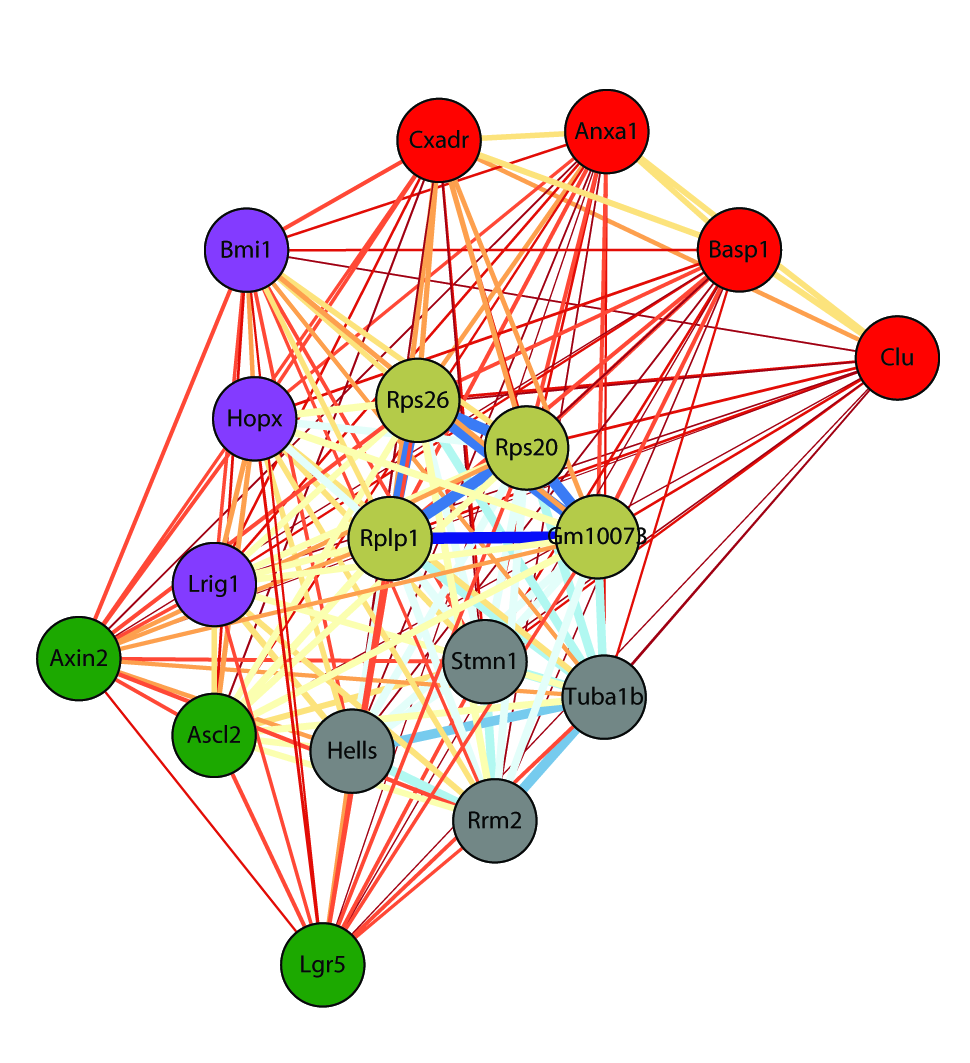 Anxa1
Cxadr
Bmi1
Basp1
Clu
Rps26
Hopx
Rps20
Rplp1
Gm10073
Lrig1
Axin2
Stmn1
Tuba1b
Ascl2
Hells
Rrm2
Lgr5